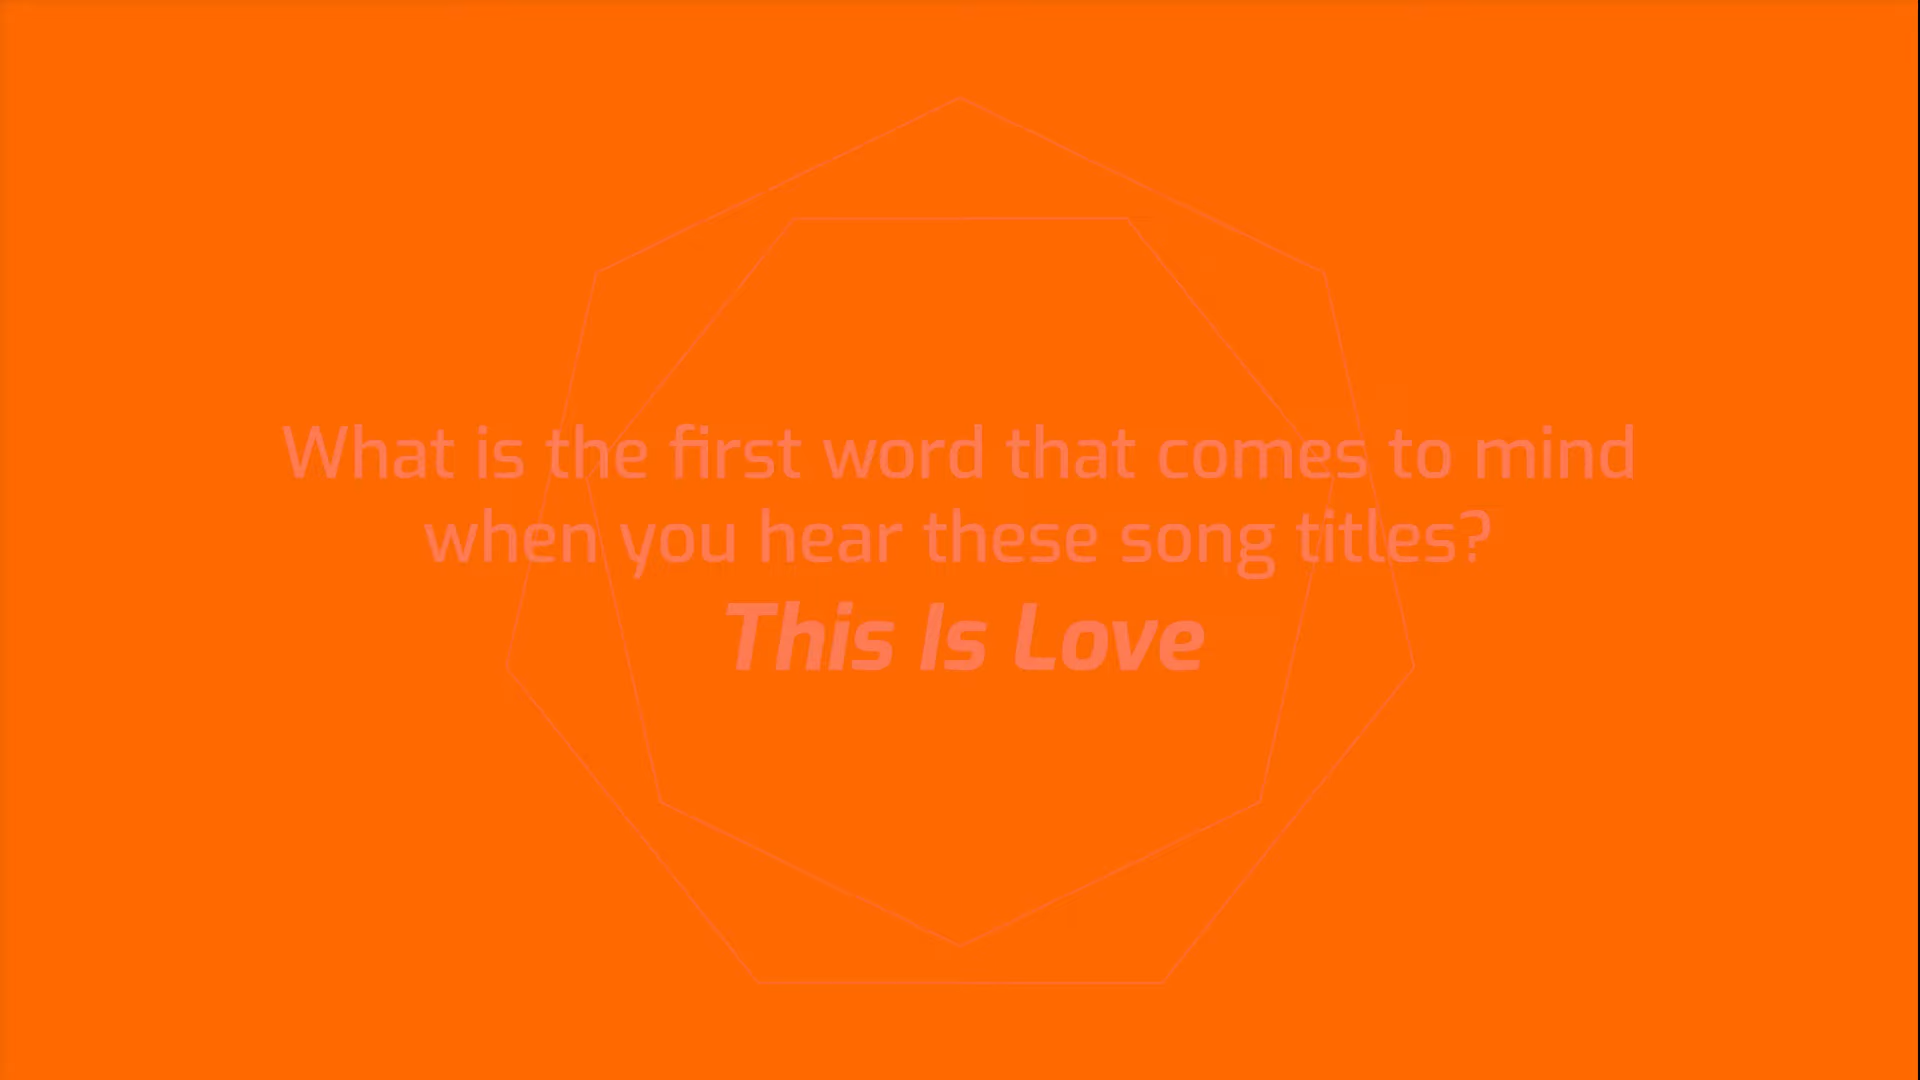 What is the first word that comes to mind
when you hear these song titles?
This Is Love